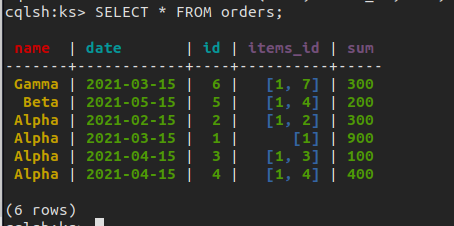 cqlsh:ks> SELECT * FROM orders;
name | date | id | items_id | sum
-------+------------+----+----------+-----
Gamma | 2021-03-15 | 6 | [1, 7] | 300
Beta | 2021-05-15 | 5 | [1, 4] | 200
Alpha | 2021-02-15 | 2 | [1, 2] | 300
Alpha | 2021-03-15 | 1 | [1] | 900
Alpha | 2021-04-15 | 3 | [1, 3] | 100
Alpha | 2021-04-15 | 4 | [1, 4] | 400
(6 rows)